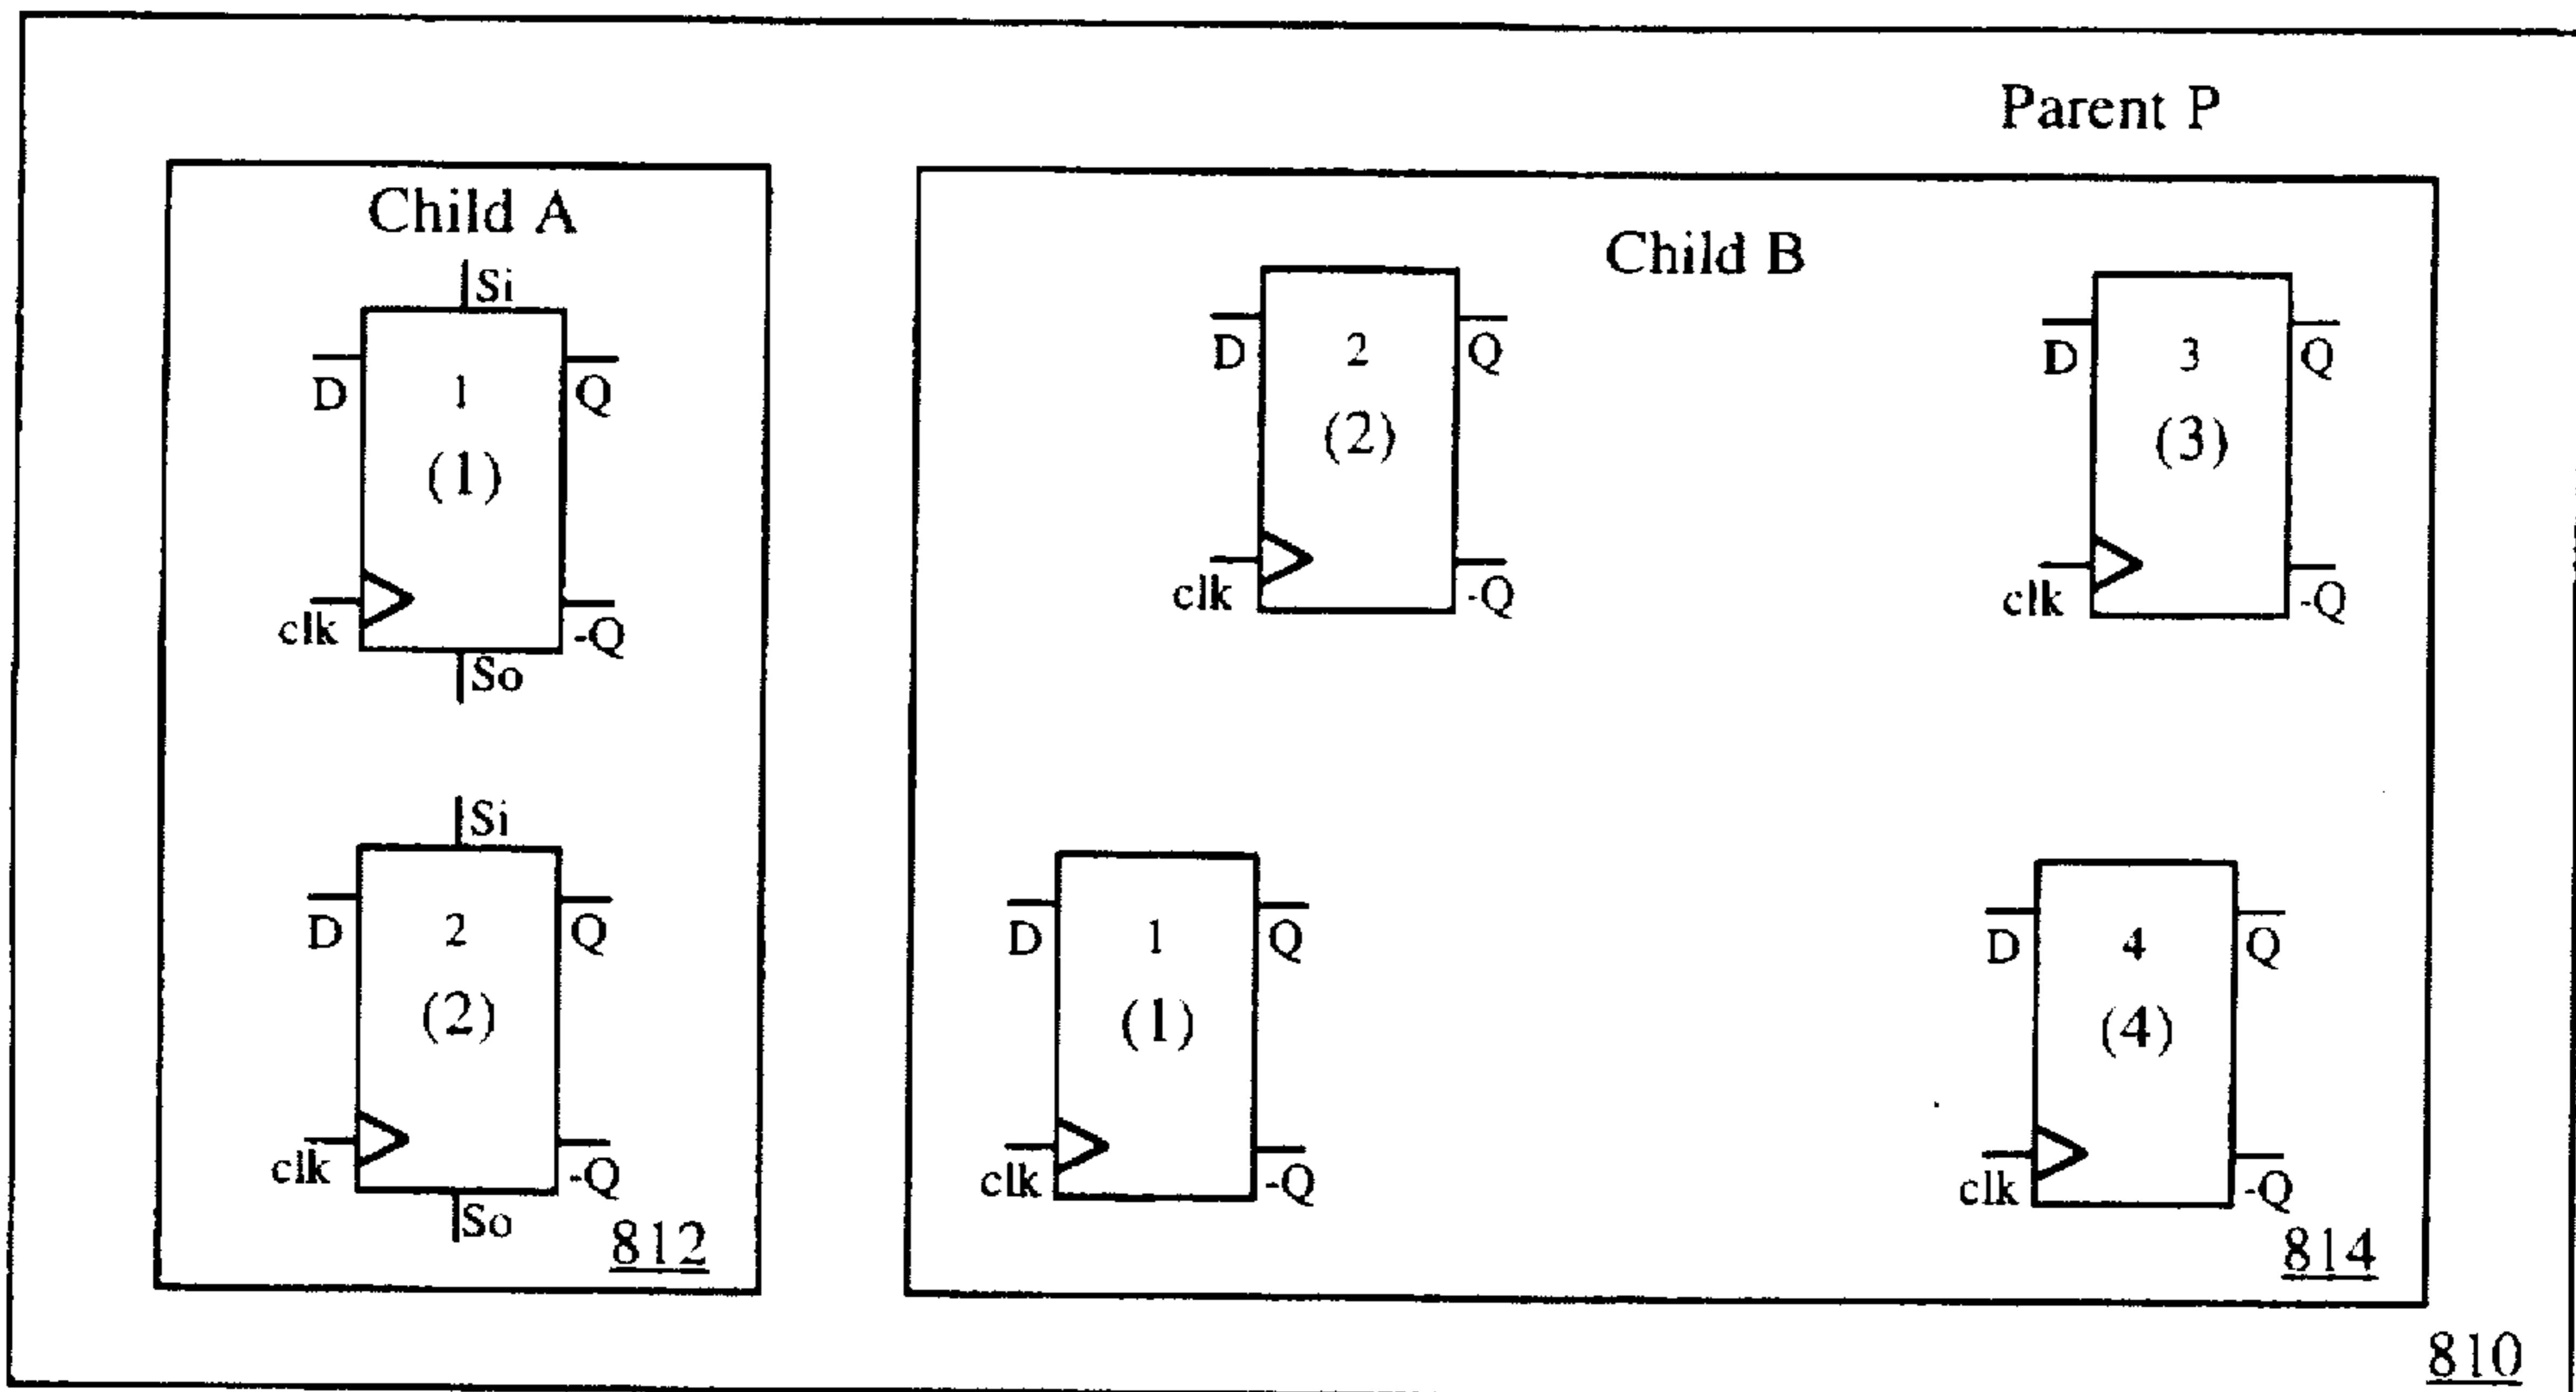 Parent P
Child A
Si
D
1
Q
(1)
clk
-Q
So
Si
D
2
Q
(2)
clk
-Q
So
812
Child B
D
2
Q
(2)
clk
-Q
D
3
Q
(3)
clk
-Q
D
1
Q
(1)
clk
-Q
D
4
Q
(4)
clk
-Q
814
810